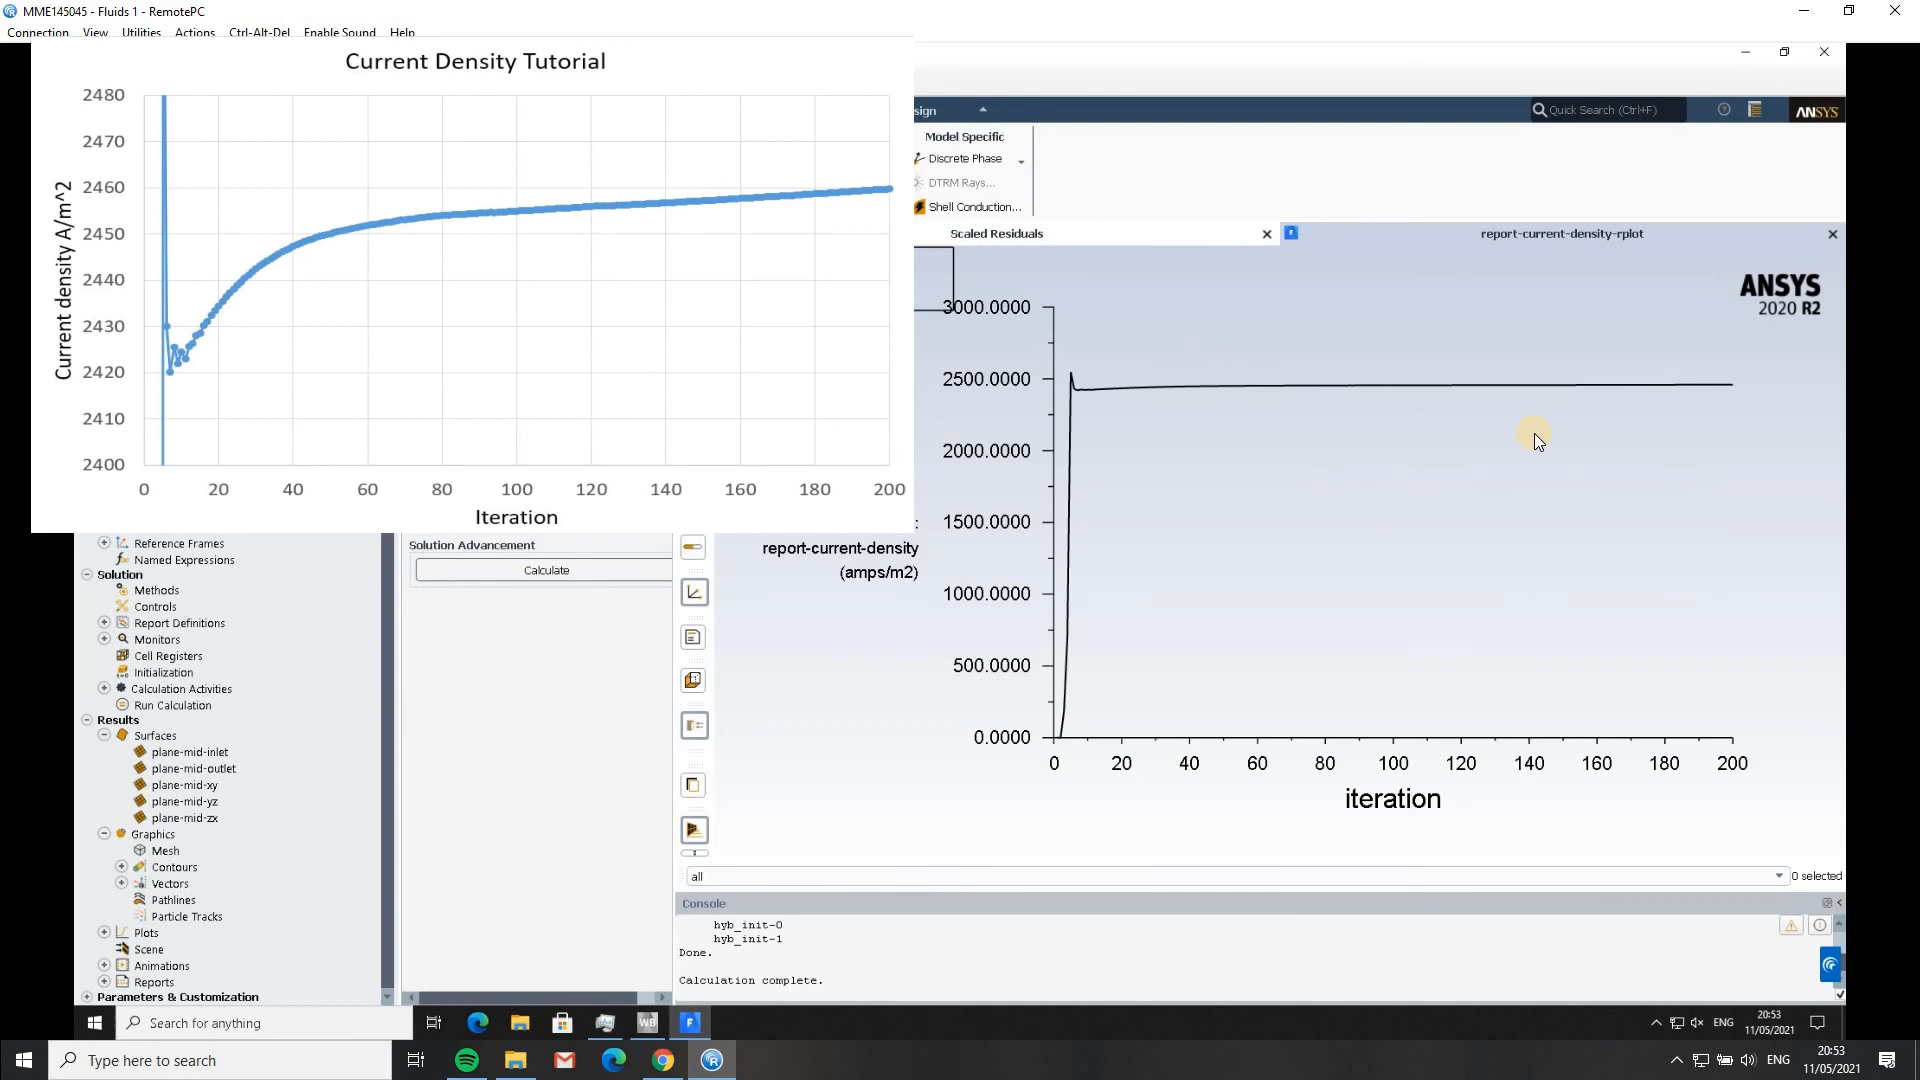 MME145045 - Fluids 1 - RemotePC
Connection View Utilities Actions Ctrl-Alt-Del Enable Sound Help
Current Density Tutorial
2480
2470
2460
2450
2440
2430
2420
2410
2400
Current density A/m^2
0 20 40 60 80 100 120 140 160 180 200
Iteration
sign
Quick Search (Ctrl+F)
ANSYS
Model Specific
Discrete Phase
DTRM Rays...
Shell Conduction...
Scaled Residuals
report-current-density-rplot
ANSYS
2020 R2
3000.0000
2500.0000
2000.0000
1500.0000
1000.0000
500.0000
0.0000
:
report-current-density
(amps/m2)
0 20 40 60 80 100 120 140 160 180 200
iteration
Reference Frames
Named Expressions
Solution
Methods
Controls
Report Definitions
Monitors
Cell Registers
Initialization
Calculation Activities
Run Calculation
Results
Surfaces
plane-mid-inlet
plane-mid-outlet
plane-mid-xy
plane-mid-yz
plane-mid-zx
Graphics
Mesh
Contours
Vectors
Pathlines
Particle Tracks
Plots
Scene
Animations
Reports
Parameters & Customization
Solution Advancement
Calculate
all
0 selected
Console
hyb_init-0
hyb_init-1
Done.
Calculation complete.
Search for anything
WB
F
ENG
20:53
11/05/2021
Type here to search
ENG
20:53
11/05/2021